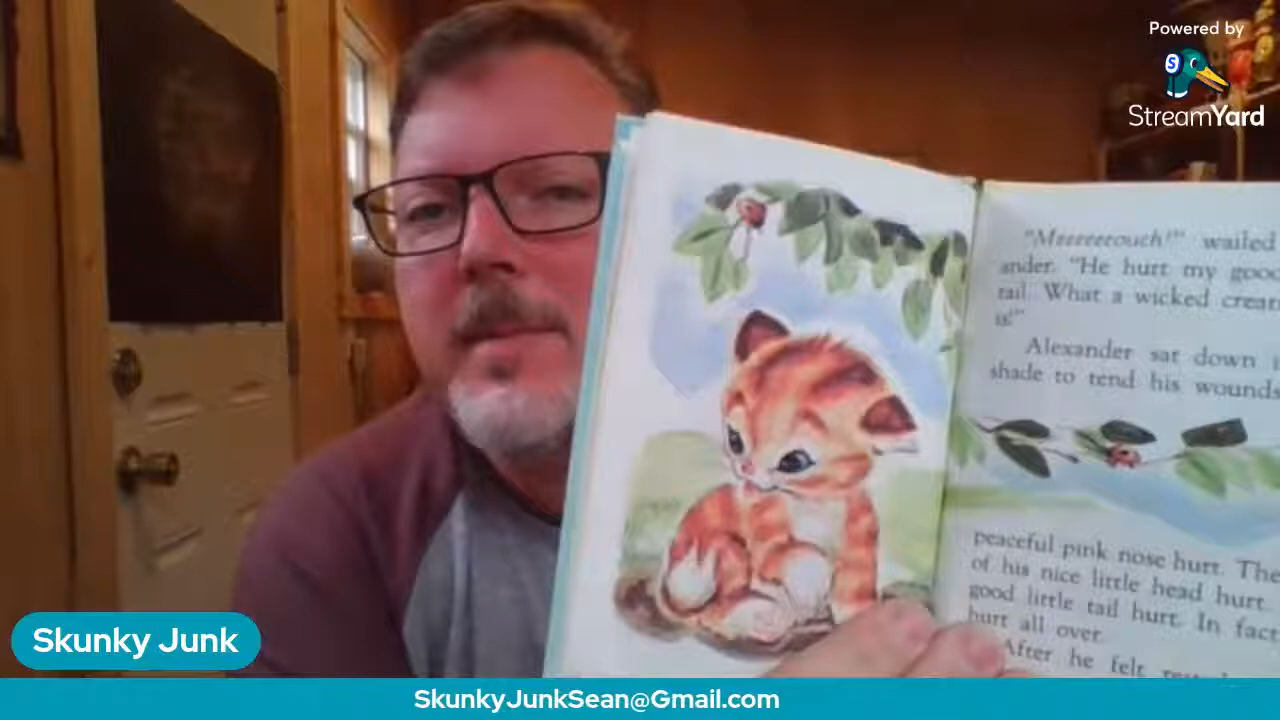 Powered by
S
StreamYard
"Meeeeeouch!" wailed
ander. "He hurt my good
tail. What a wicked
is!"
Alexander sat down
shade to tend his wounds
peaceful pink nose hurt. The
of his nice little head hurt.
good little tail hurt. In fact
hurt all over.
After he felt
Skunky Junk
SkunkyJunkSean@Gmail.com